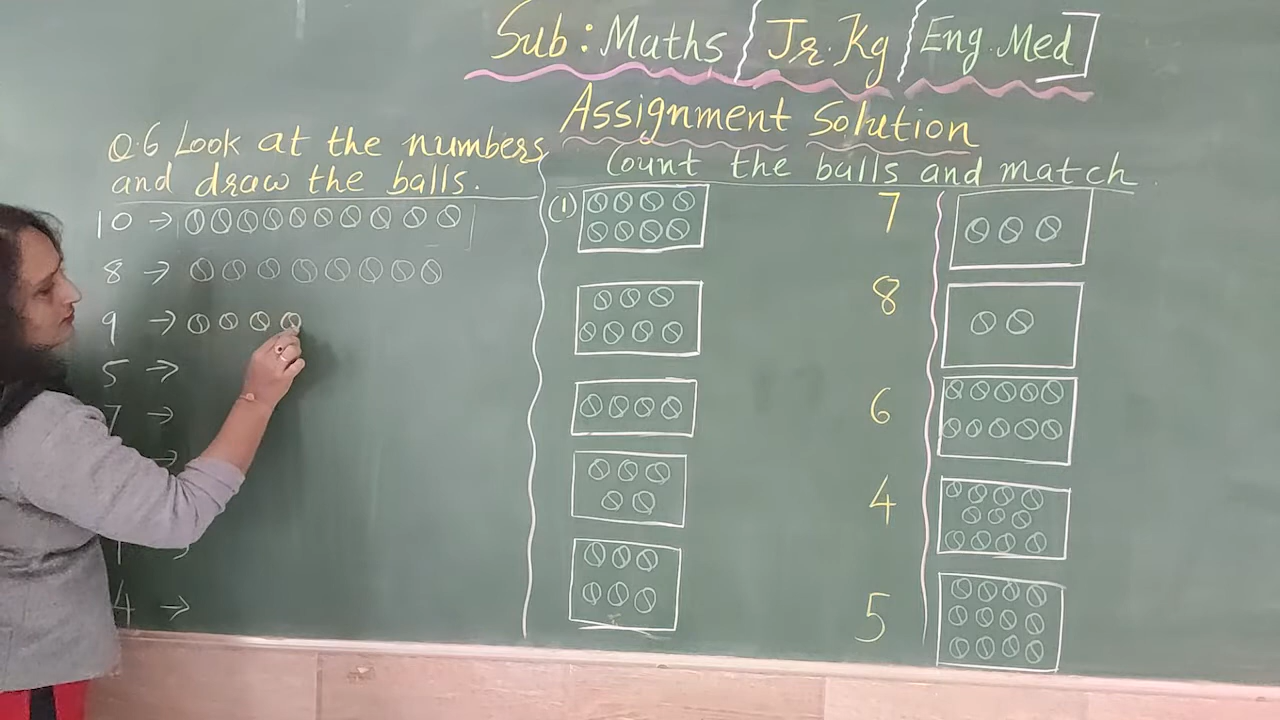 Sub : Maths Jr. Kg Eng. Med
Assignment Solution
Q.6 Look at the numbers
and draw the balls.
10 →
8 →
9 →
5 →
7 →
→
4 →
Count the balls and match
(1)
7
8
6
4
5